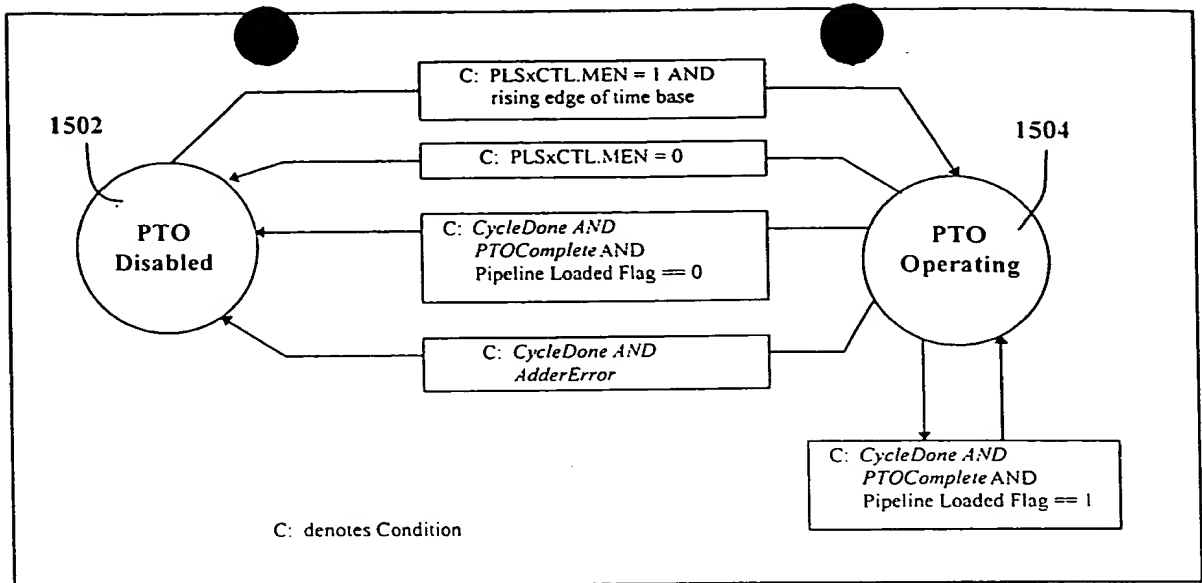 C: PLSxCTL.MEN = 1 AND
rising edge of time base
1502
1504
C: PLSxCTL.MEN = 0
PTO
Disabled
C: CycleDone AND
PTOComplete AND
Pipeline Loaded Flag == 0
PTO
Operating
C: CycleDone AND
AdderError
C: CycleDone AND
PTOComplete AND
Pipeline Loaded Flag == 1
C: denotes Condition